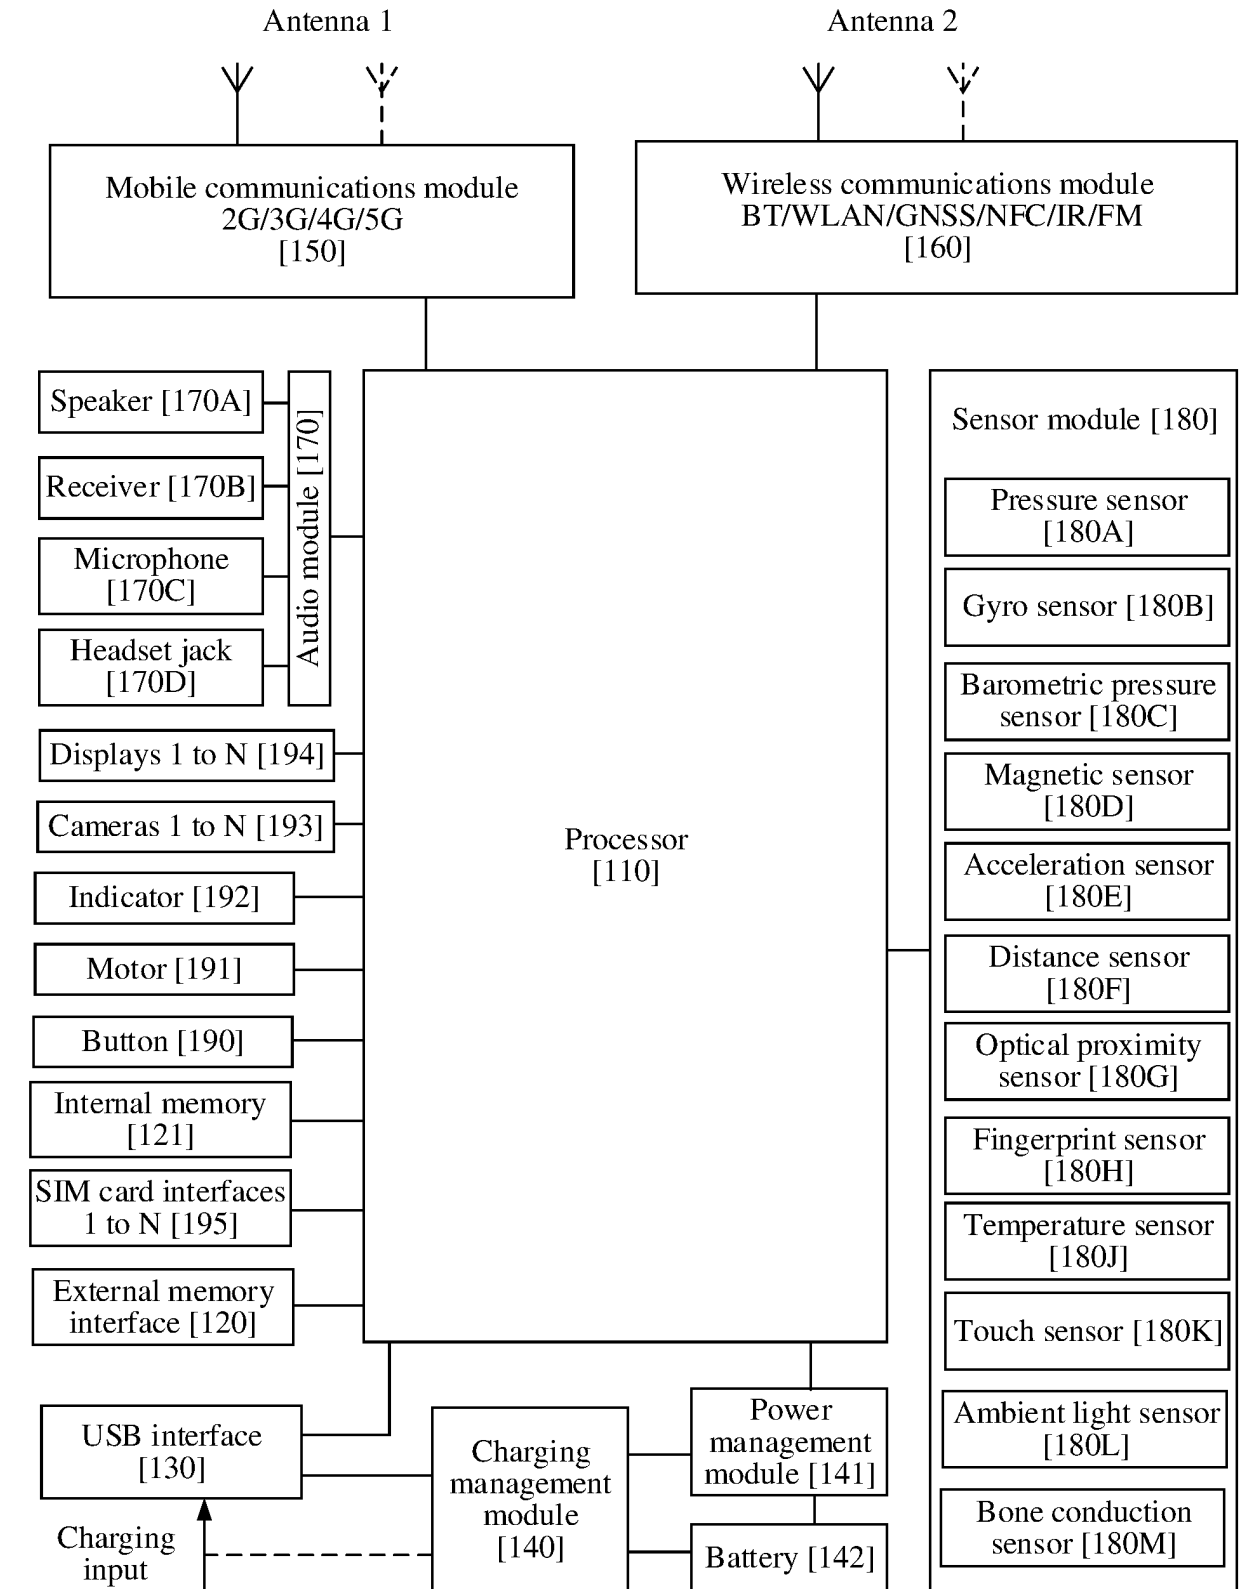 Antenna 1
Antenna 2
Mobile communications module
2G/3G/4G/5G
[150]
Wireless communications module
BT/WLAN/GNSS/NFC/IR/FM
[160]
Speaker [170A]
Receiver [170B]
Microphone
[170C]
Headset jack
[170D]
Audio module [170]
Displays 1 to N [194]
Cameras 1 to N [193]
Indicator [192]
Motor [191]
Button [190]
Internal memory
[121]
SIM card interfaces
1 to N [195]
External memory
interface [120]
Processor
[110]
Sensor module [180]
Pressure sensor
[180A]
Gyro sensor [180B]
Barometric pressure
sensor [180C]
Magnetic sensor
[180D]
Acceleration sensor
[180E]
Distance sensor
[180F]
Optical proximity
sensor [180G]
Fingerprint sensor
[180H]
Temperature sensor
[180J]
Touch sensor [180K]
Ambient light sensor
[180L]
Bone conduction
sensor [180M]
USB interface
[130]
Charging
input
Charging
management
module
[140]
Power
management
module [141]
Battery [142]